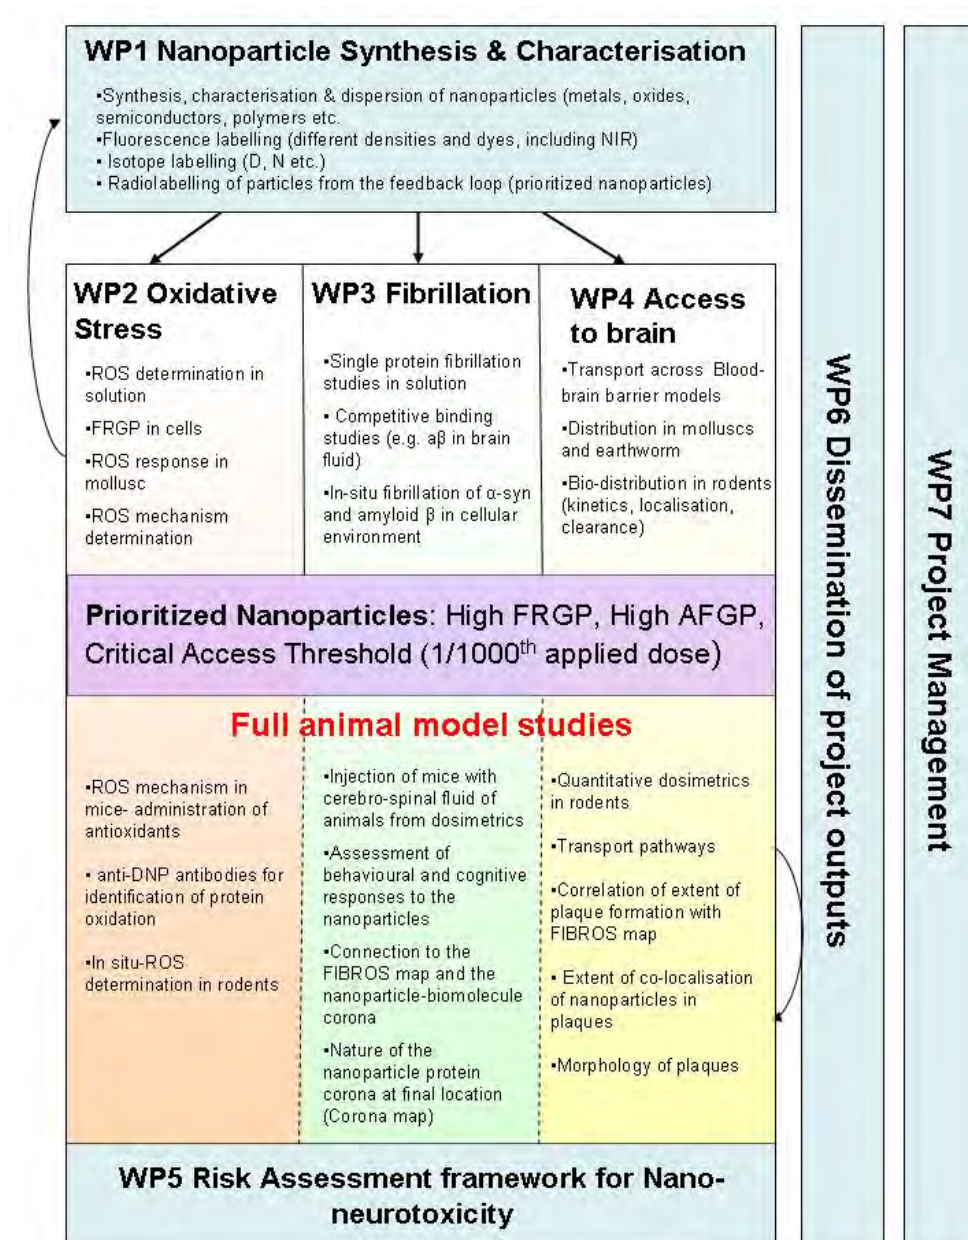 WP1 Nanoparticle Synthesis & Characterisation
▪Synthesis, characterisation & dispersion of nanoparticles (metals, oxides,
semiconductors, polymers etc.
▪Fluorescence labelling (different densities and dyes, including NIR)
▪ Isotope labelling (D, N etc.)
▪ Radiolabelling of particles from the feedback loop (prioritized nanoparticles)
WP2 Oxidative
Stress
▪ROS determination in
solution
▪FRGP in cells
▪ROS response in
mollusc
▪ROS mechanism
determination
WP3 Fibrillation
▪Single protein fibrillation
studies in solution
▪ Competitive binding
studies (e.g. aβ in brain
fluid)
▪In-situ fibrillation of α-syn
and amyloid β in cellular
environment
WP4 Access
to brain
▪Transport across Blood-
brain barrier models
▪Distribution in molluscs
and earthworm
▪Bio-distribution in rodents
(kinetics, localisation,
clearance)
Prioritized Nanoparticles: High FRGP, High AFGP,
Critical Access Threshold (1/1000th applied dose)
Full animal model studies
▪ROS mechanism in
mice- administration of
antioxidants
▪ anti-DNP antibodies for
identification of protein
oxidation
▪In situ-ROS
determination in rodents
▪Injection of mice with
cerebro-spinal fluid of
animals from dosimetrics
▪Assessment of
behavioural and cognitive
responses to the
nanoparticles
▪Connection to the
FIBROS map and the
nanoparticle-biomolecule
corona
▪Nature of the
nanoparticle protein
corona at final location
(Corona map)
▪Quantitative dosimetrics
in rodents
▪Transport pathways
▪Correlation of extent of
plaque formation with
FIBROS map
▪ Extent of co-localisation
of nanoparticles in
plaques
▪Morphology of plaques
WP5 Risk Assessment framework for Nano-
neurotoxicity
WP6 Dissemination of project outputs
WP7 Project Management